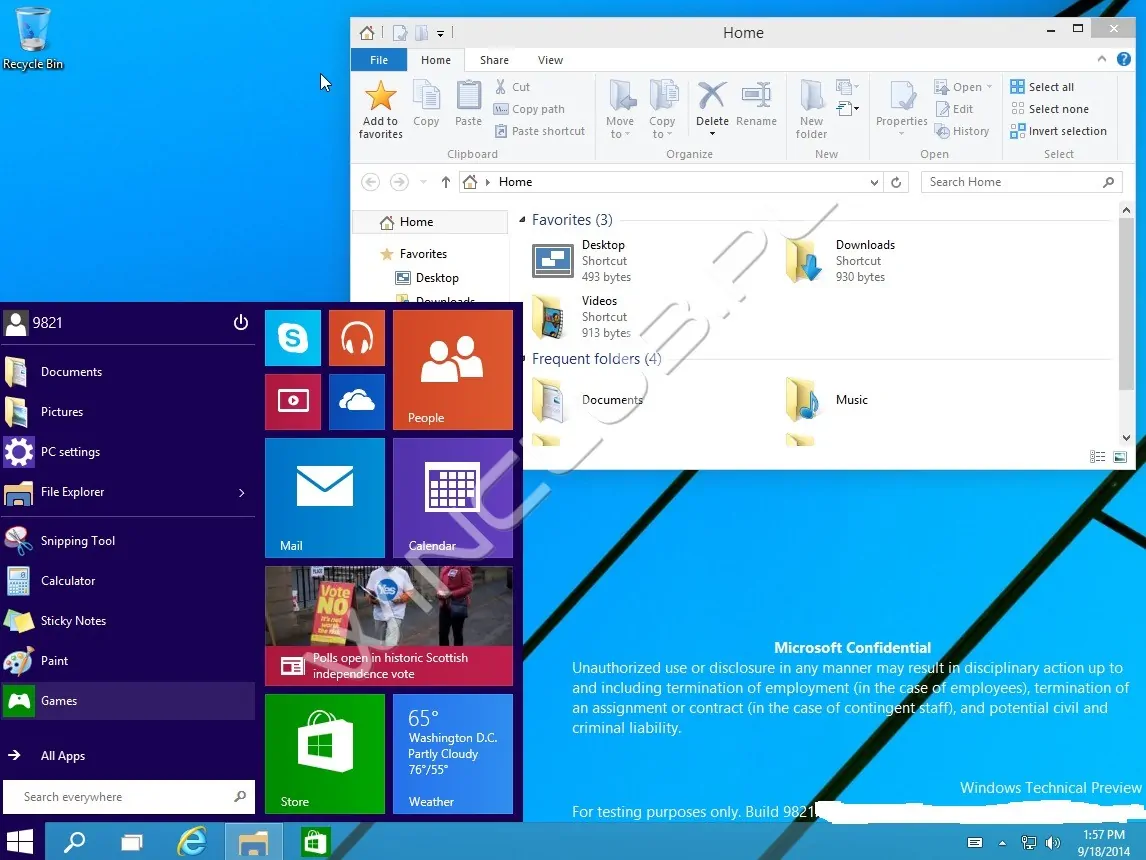 Recycle Bin
Home
File
Home
Share
View
Add to favorites
Copy
Paste
Cut
Copy path
Paste shortcut
Clipboard
Move to
Copy to
Delete
Rename
Organize
New folder
New
Properties
Open
Edit
History
Open
Select all
Select none
Invert selection
Select
Home
Search Home
Home
Favorites
Desktop
Downloads
Favorites (3)
Desktop
Shortcut
493 bytes
Downloads
Shortcut
930 bytes
Videos
Shortcut
913 bytes
Frequent folders (4)
Documents
Music
9821
Documents
Pictures
PC settings
File Explorer
Snipping Tool
Calculator
Sticky Notes
Paint
Games
All Apps
Search everywhere
People
Mail
Calendar
Vote
NO
Yes
Polls open in historic Scottish
independence vote
Store
65°
Washington D.C.
Partly Cloudy
76°/55°
Weather
Microsoft Confidential
Unauthorized use or disclosure in any manner may result in disciplinary action up to
and including termination of employment (in the case of employees), termination of
an assignment or contract (in the case of contingent staff), and potential civil and
criminal liability.
Windows Technical Preview
For testing purposes only. Build 9821
1:57 PM
9/18/2014